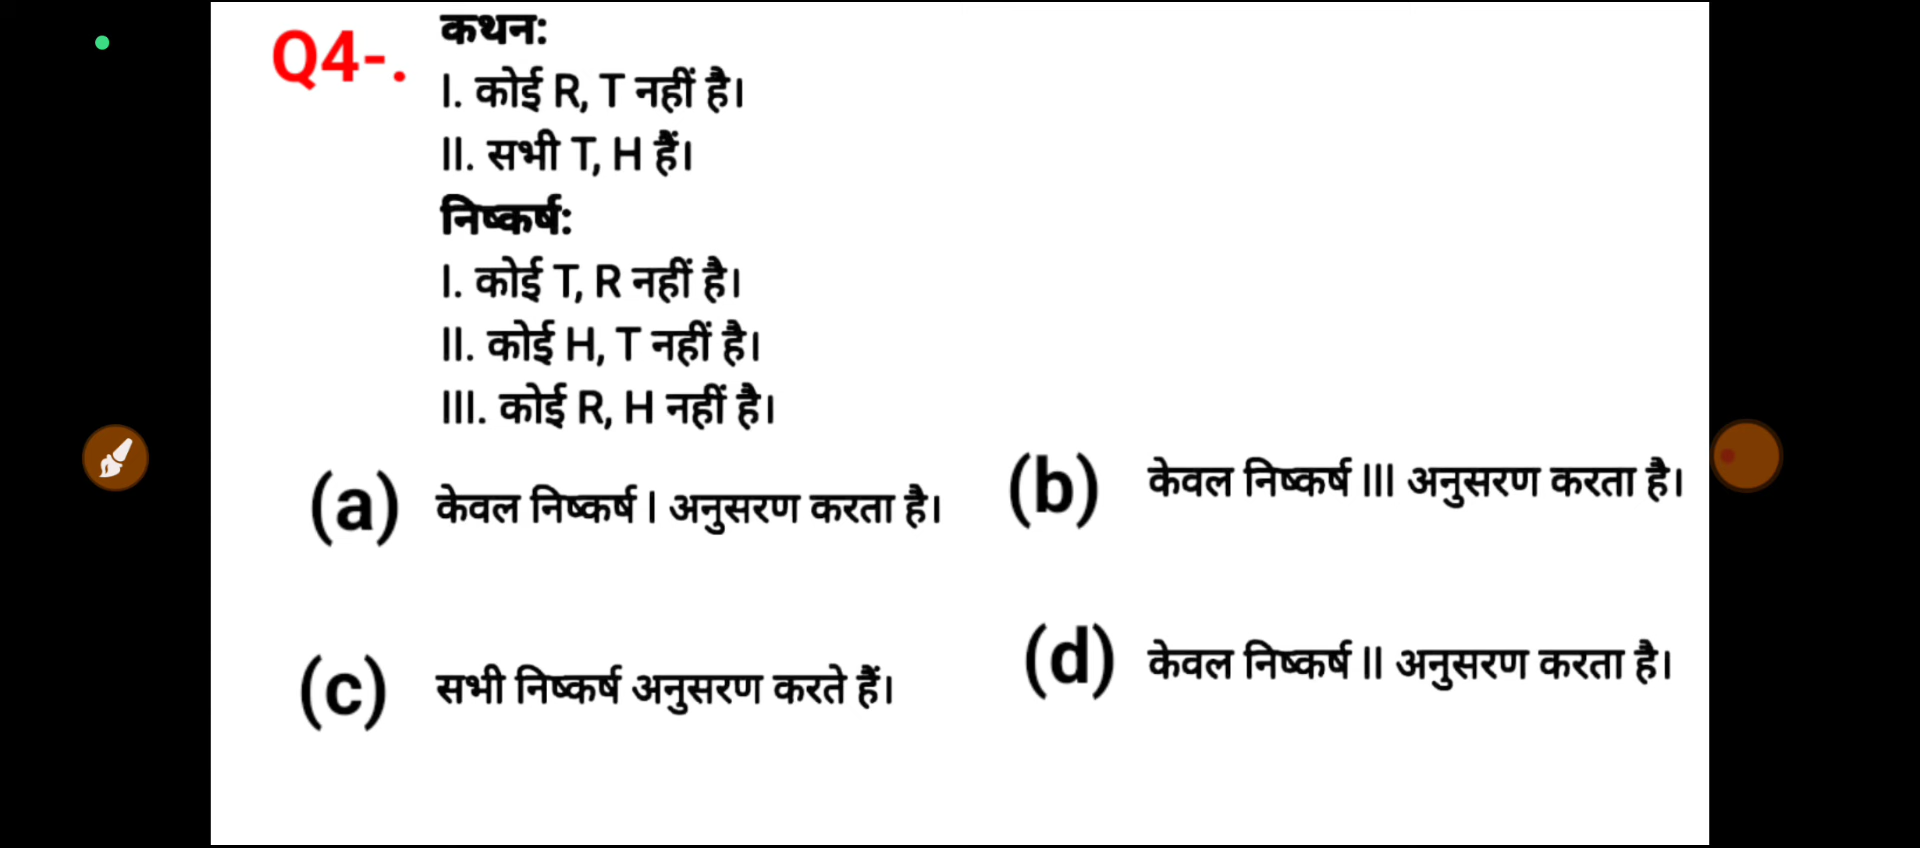 Q4-.
कथन:
I. कोई R, T नहीं है।
II. सभी T, H हैं।
निष्कर्ष:
I. कोई T, R नहीं है।
II. कोई H, T नहीं है।
III. कोई R, H नहीं है।
(a) केवल निष्कर्ष I अनुसरण करता है।
(b) केवल निष्कर्ष III अनुसरण करता है।
(c) सभी निष्कर्ष अनुसरण करते हैं।
(d) केवल निष्कर्ष II अनुसरण करता है।